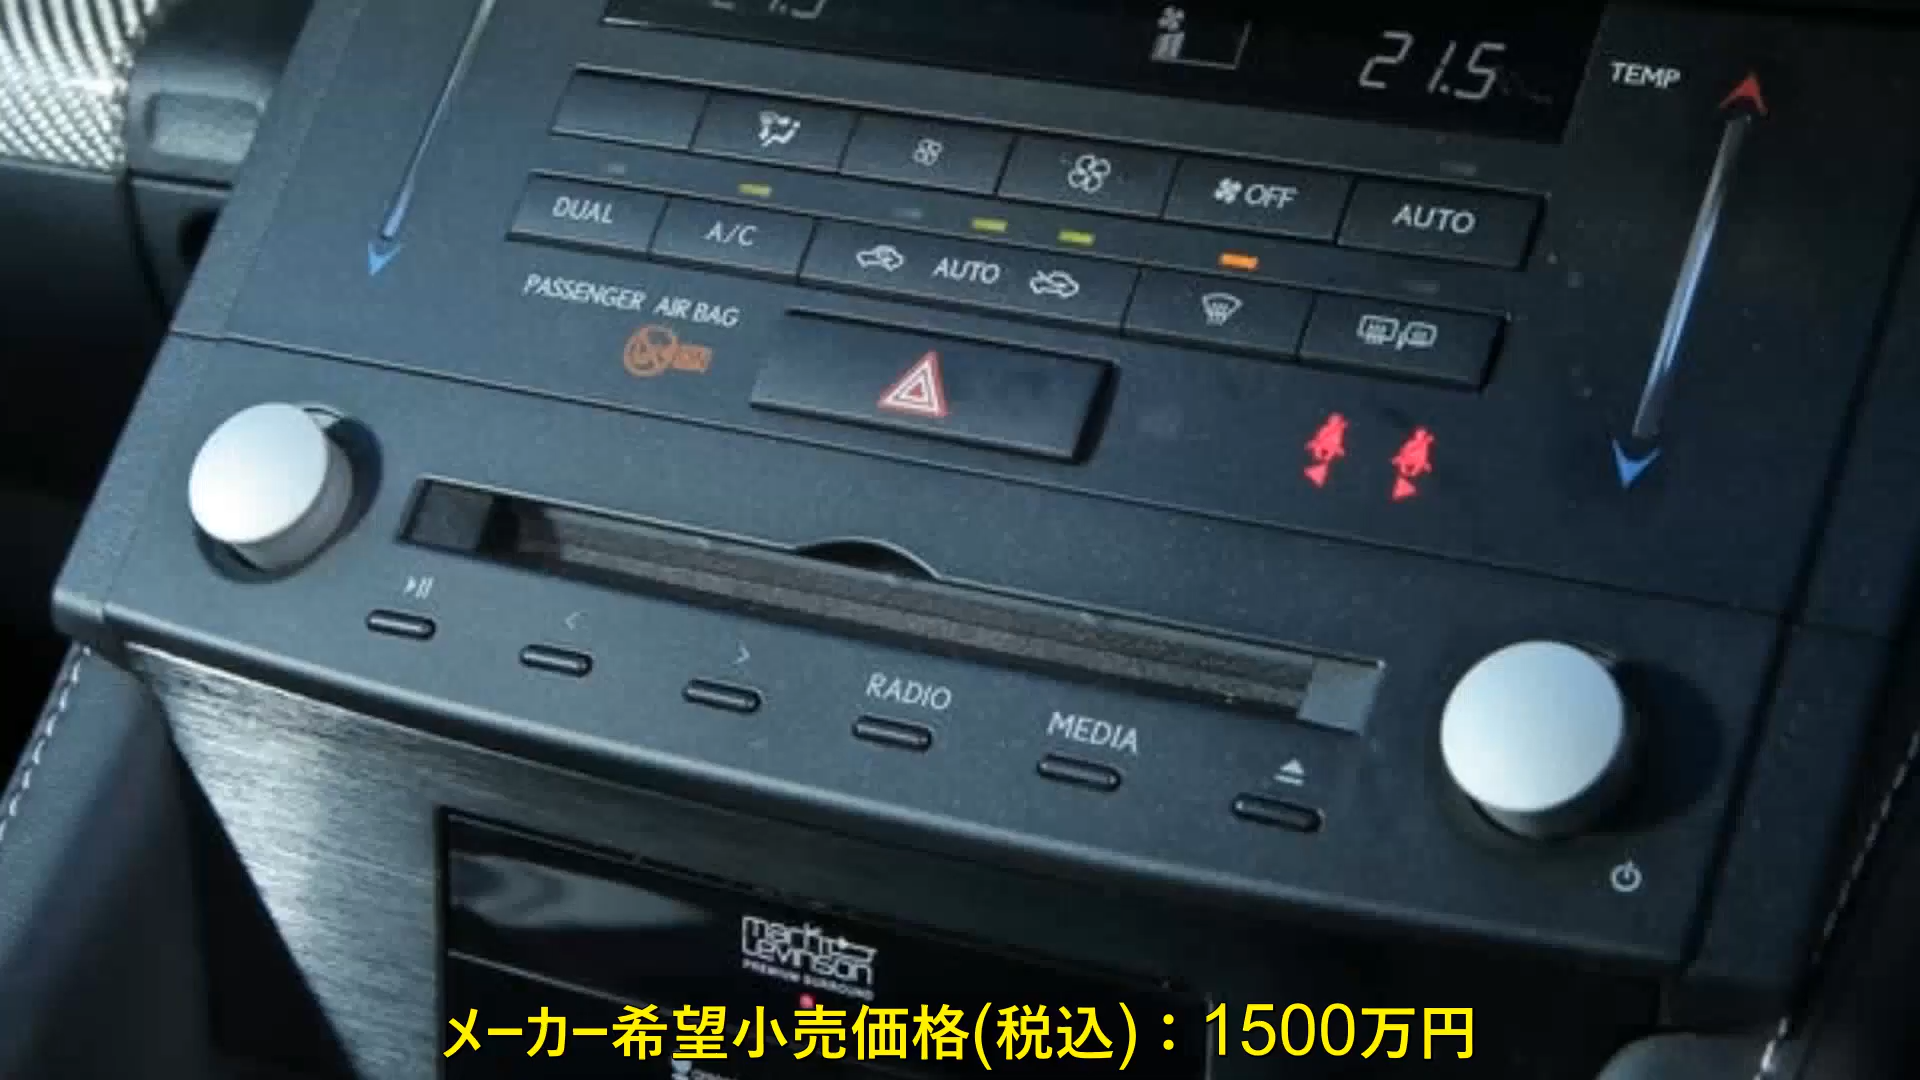 21.5
TEMP
OFF
AUTO
DUAL
A/C
AUTO
PASSENGER AIR BAG
RADIO
MEDIA
mark
Levinson
PREMIUM SURROUND
メーカー希望小売価格(税込)：1500万円